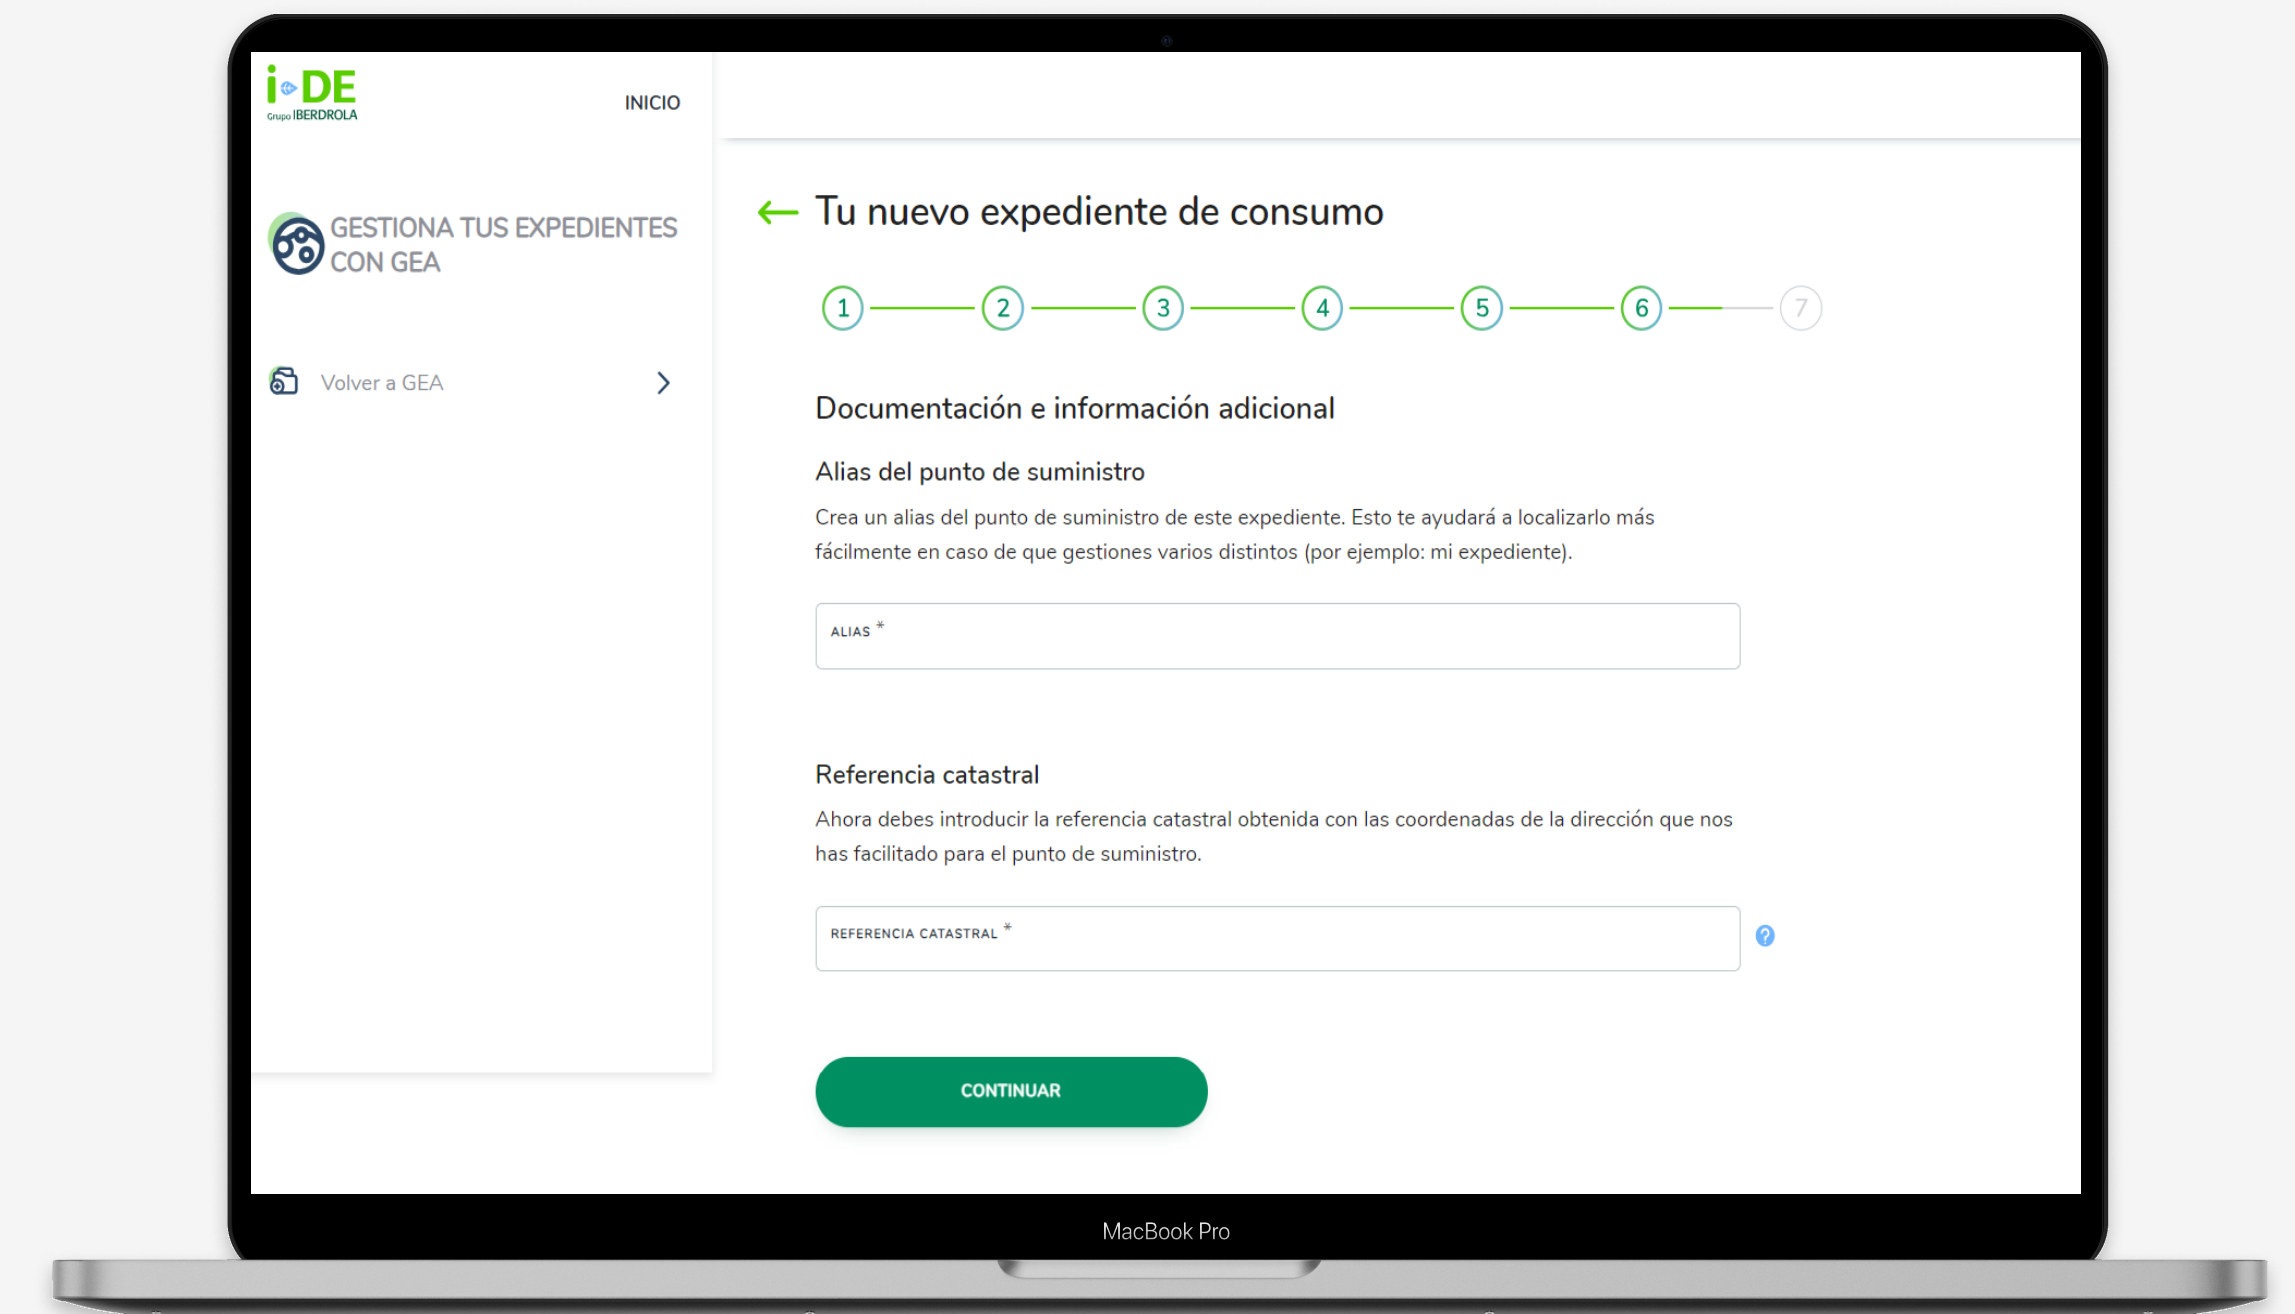 i-DE
Grupo IBERDROLA
INICIO
GESTIONA TUS EXPEDIENTES
CON GEA
Volver a GEA
Tu nuevo expediente de consumo
1 2 3 4 5 6 7
Documentación e información adicional
Alias del punto de suministro
Crea un alias del punto de suministro de este expediente. Esto te ayudará a localizarlo más
fácilmente en caso de que gestiones varios distintos (por ejemplo: mi expediente).
ALIAS *
Referencia catastral
Ahora debes introducir la referencia catastral obtenida con las coordenadas de la dirección que nos
has facilitado para el punto de suministro.
REFERENCIA CATASTRAL *
?
CONTINUAR
MacBook Pro